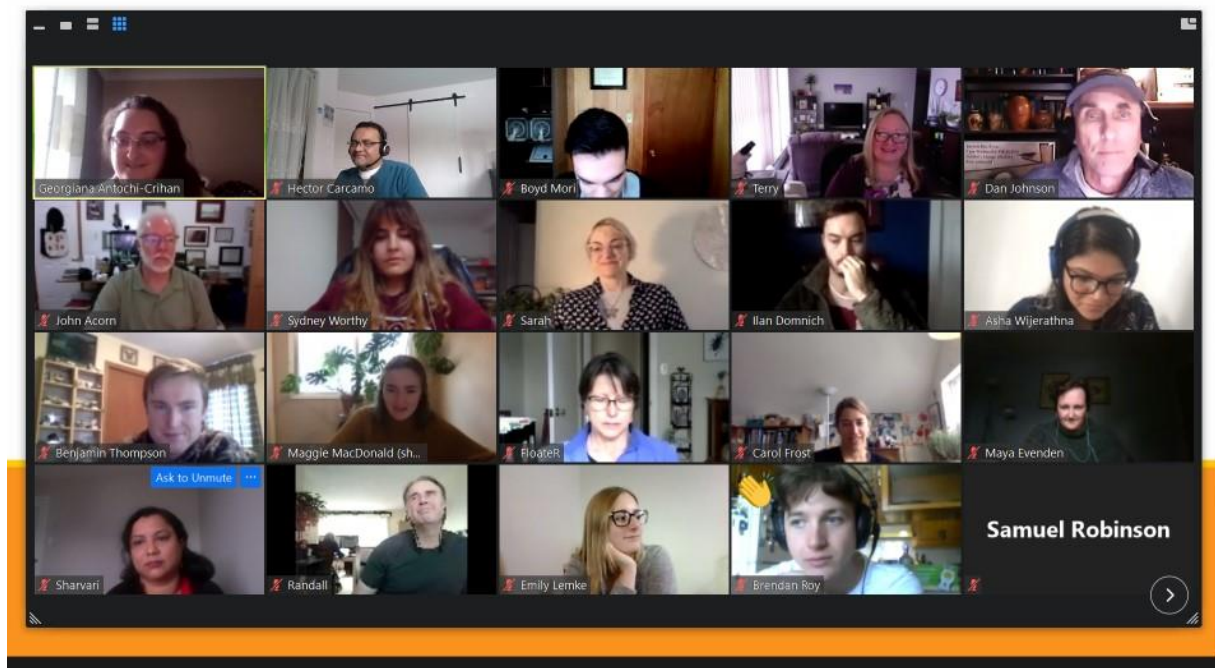 Georgiana Antochi-Crihan
Hector Carcamo
Boyd Mori
Terry
Dan Johnson
John Acorn
Sydney Worthy
Sarah
Ilan Domnich
Asha Wijerathna
Benjamin Thompson
Maggie MacDonald (sh...
FloateR
Carol Frost
Maya Evenden
Ask to Unmute ...
Sharvari
Randall
Emily Lemke
Brendan Roy
Samuel Robinson